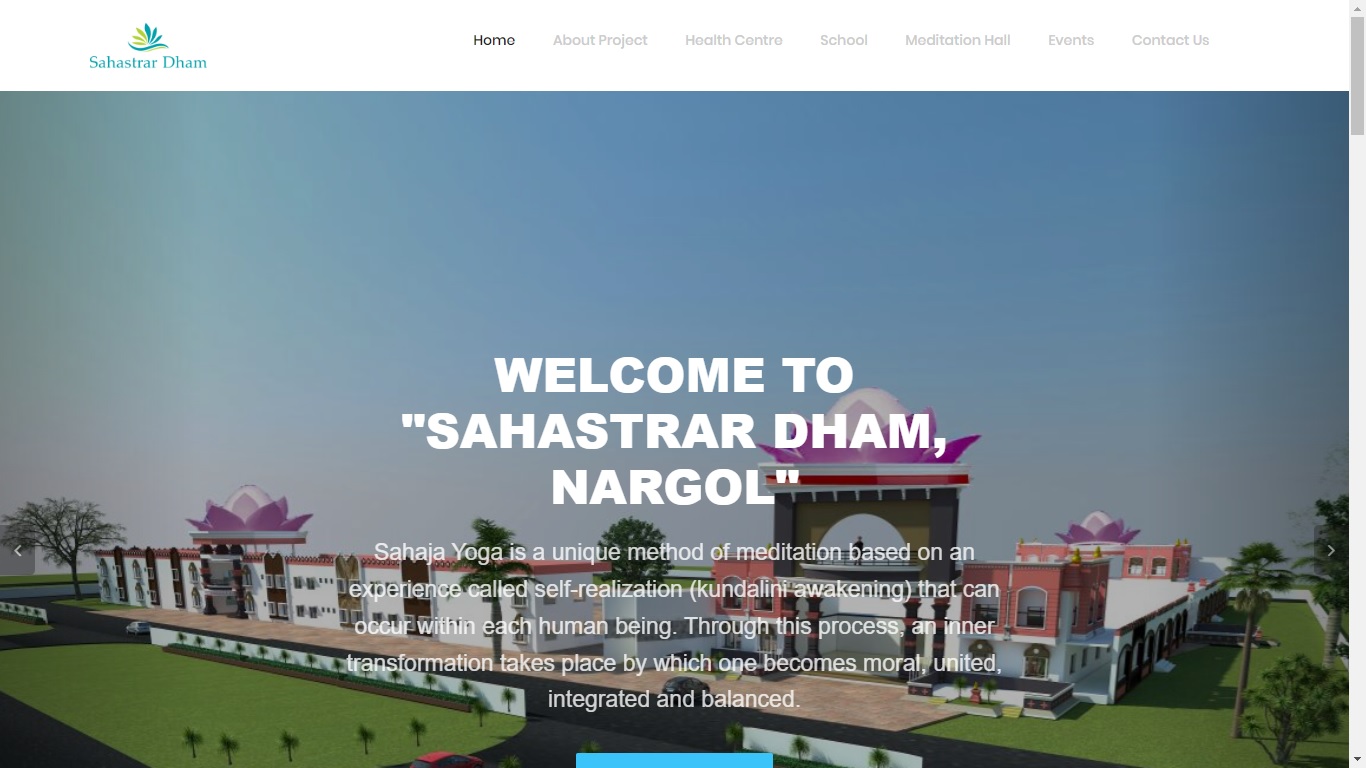 Sahastrar Dham
Home About Project Health Centre School Meditation Hall Events Contact Us
WELCOME TO
"SAHASTRAR DHAM,
NARGOL"
Sahaja Yoga is a unique method of meditation based on an
experience called self-realization (kundalini awakening) that can
occur within each human being. Through this process, an inner
transformation takes place by which one becomes moral, united,
integrated and balanced.